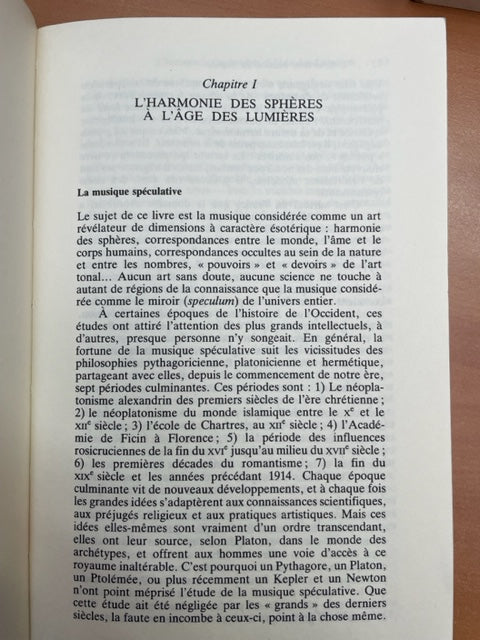 Chapitre I
L'HARMONIE DES SPHÈRES
À L'ÂGE DES LUMIÈRES
La musique spéculative
Le sujet de ce livre est la musique considérée comme un art
révélateur de dimensions à caractère ésotérique : harmonie
des sphères, correspondances entre le monde, l'âme et le
corps humains, correspondances occultes au sein de la nature
et entre les nombres, « pouvoirs » et « devoirs » de l'art
tonal... Aucun art sans doute, aucune science ne touche à
autant de régions de la connaissance que la musique considé-
rée comme le miroir (speculum) de l'univers entier.
À certaines époques de l'histoire de l'Occident, ces
études ont attiré l'attention des plus grands intellectuels, à
d'autres, presque personne n'y songeait. En général, la
fortune de la musique spéculative suit les vicissitudes des
philosophies pythagoricienne, platonicienne et hermétique,
partageant avec elles, depuis le commencement de notre ère,
sept périodes culminantes. Ces périodes sont : 1) Le néopla-
tonisme alexandrin des premiers siècles de l'ère chrétienne ;
2) le néoplatonisme du monde islamique entre le Xe et le
XIIe siècle ; 3) l'école de Chartres, au XIIe siècle ; 4) l'Acadé-
mie de Ficin à Florence ; 5) la période des influences
rosicruciennes de la fin du XVIe jusqu'au milieu du XVIIe siècle ;
6) les premières décades du romantisme ; 7) la fin du
XIXe siècle et les années précédant 1914. Chaque époque
culminante vit de nouveaux développements, et à chaque fois
les grandes idées s'adaptèrent aux connaissances scientifiques,
aux préjugés religieux et aux pratiques artistiques. Mais ces
idées elles-mêmes sont vraiment d'un ordre transcendant,
elles ont leur source, selon Platon, dans le monde des
archétypes, et offrent aux hommes une voie d'accès à ce
royaume inaltérable. C'est pourquoi un Pythagore, un Platon,
un Ptolémée, ou plus récemment un Kepler et un Newton
n'ont point méprisé l'étude de la musique spéculative. Que
cette étude ait été négligée par les « grands » des derniers
siècles, la faute en incombe à ceux-ci, point à la chose même.